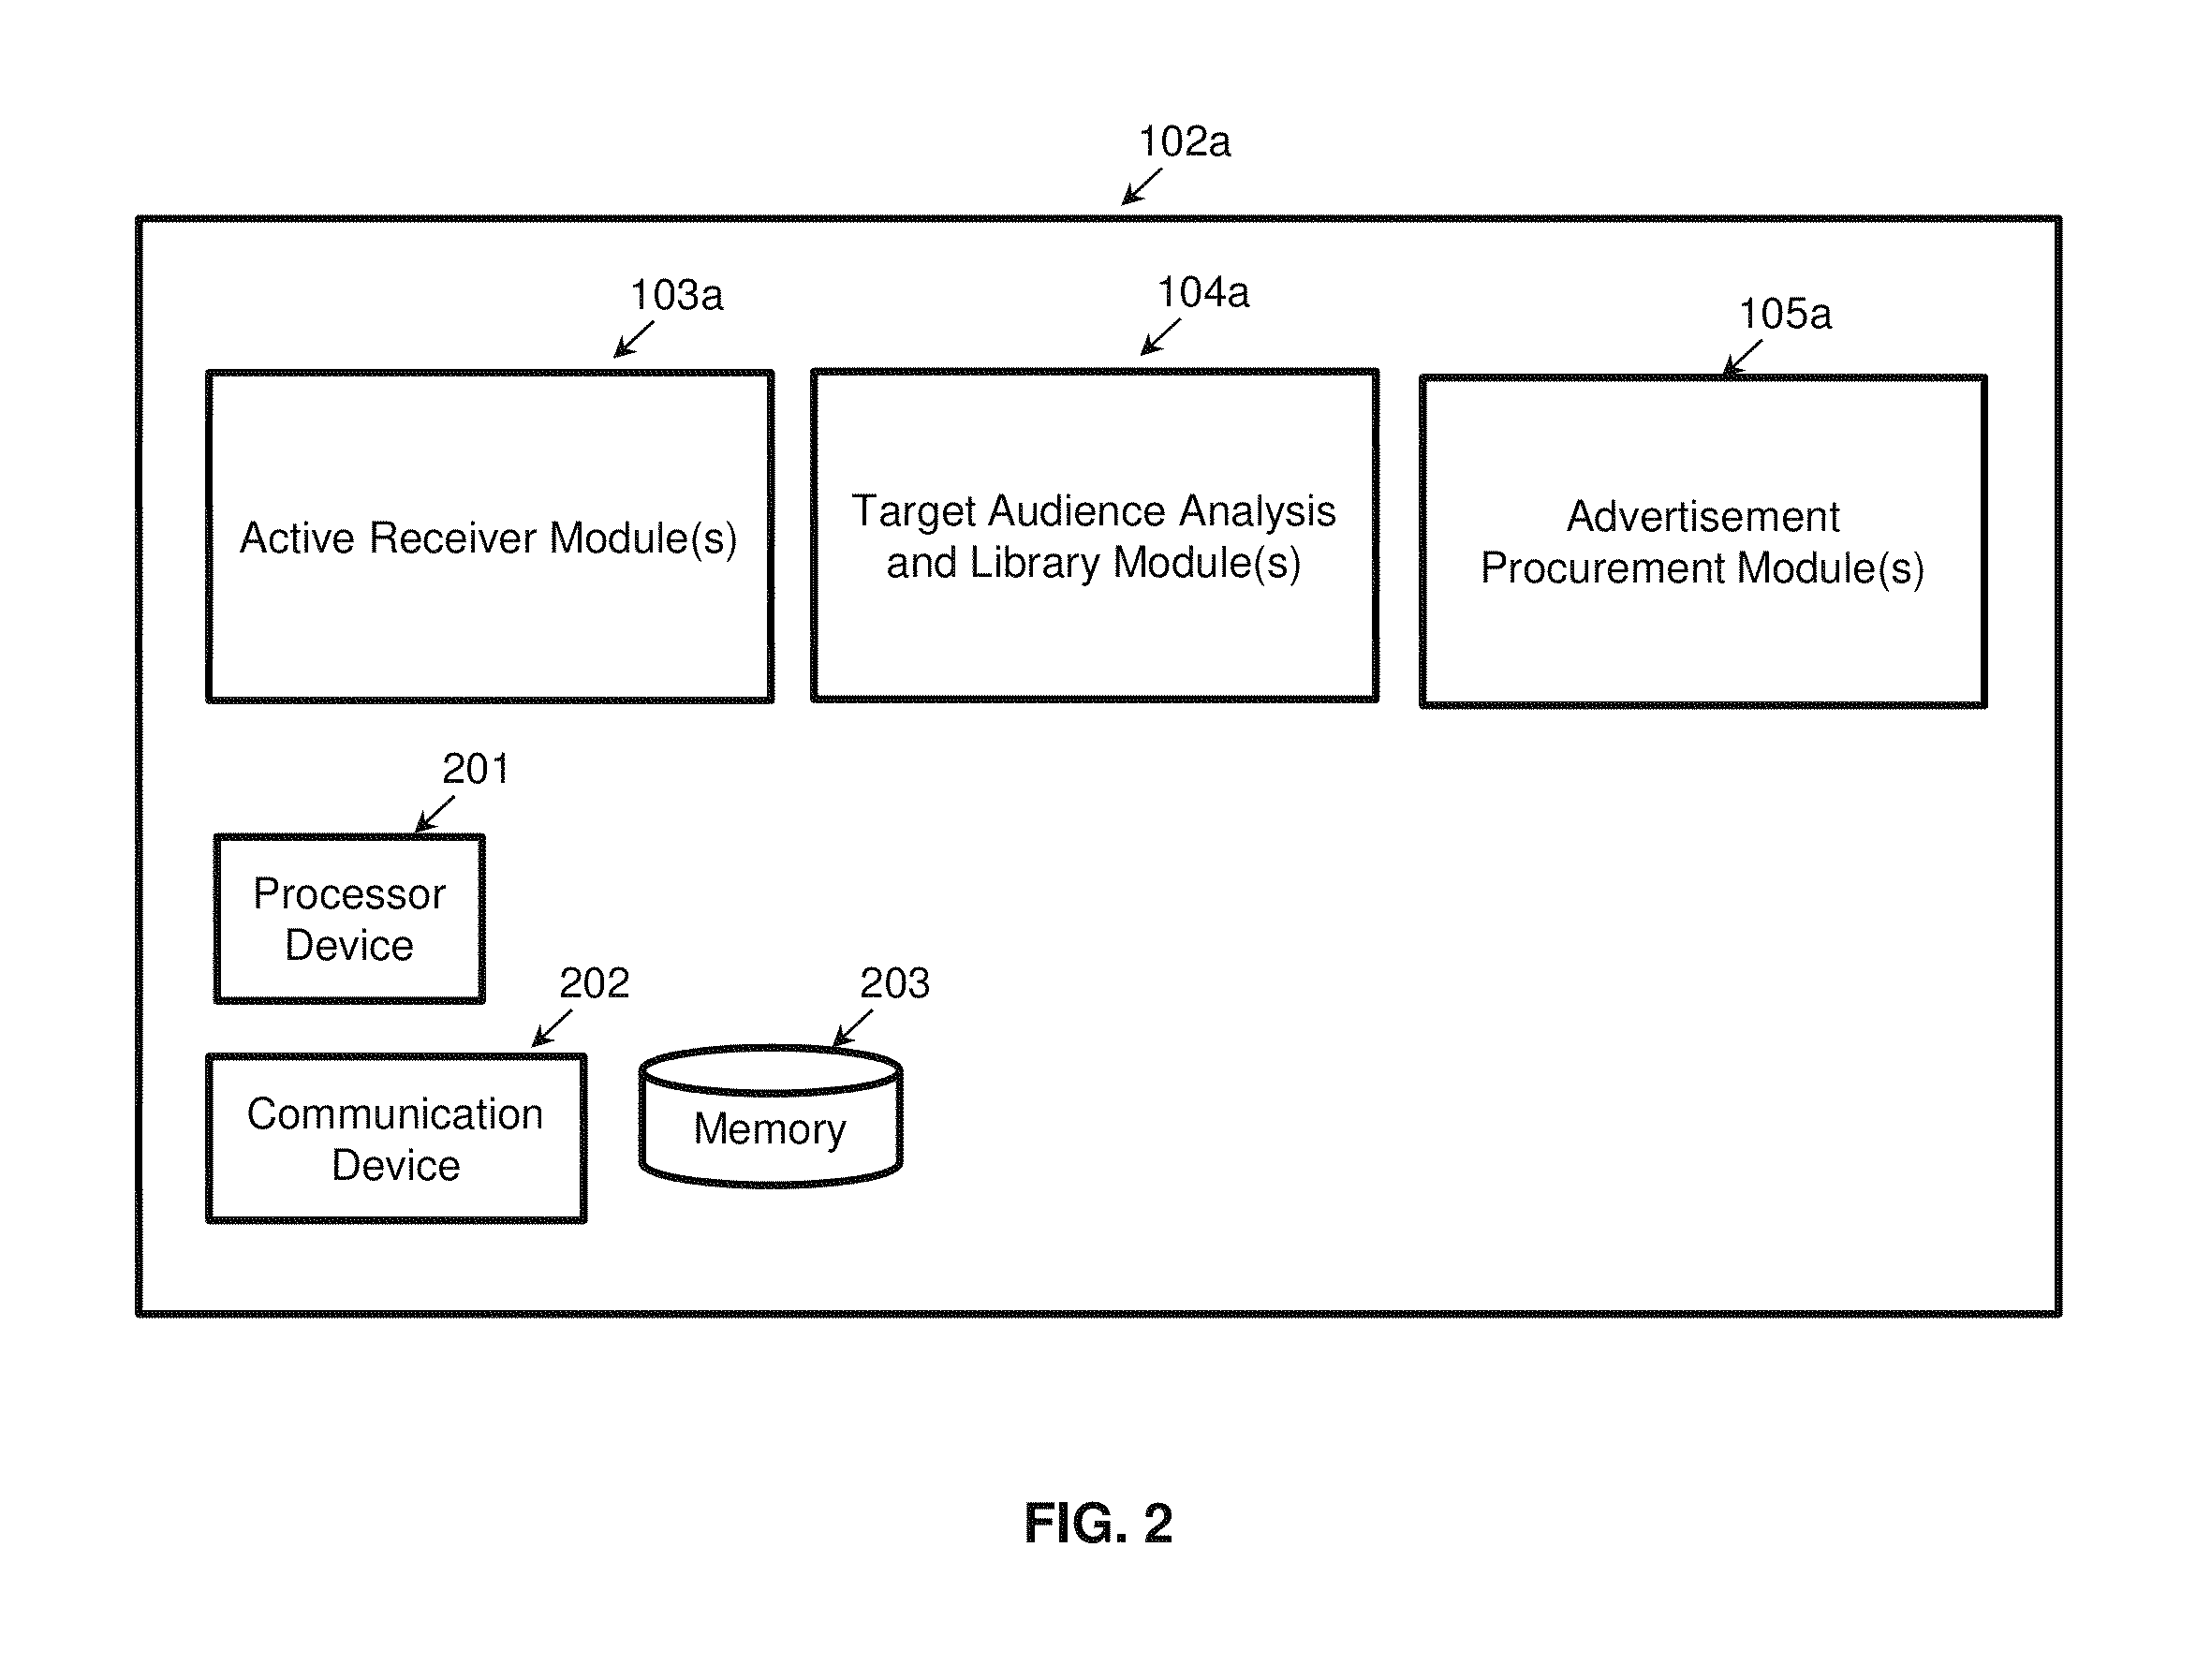 102a
103a
104a
105a
Active Receiver Module(s)
Target Audience Analysis
and Library Module(s)
Advertisement
Procurement Module(s)
201
Processor
Device
202
203
Communication
Device
Memory
FIG. 2